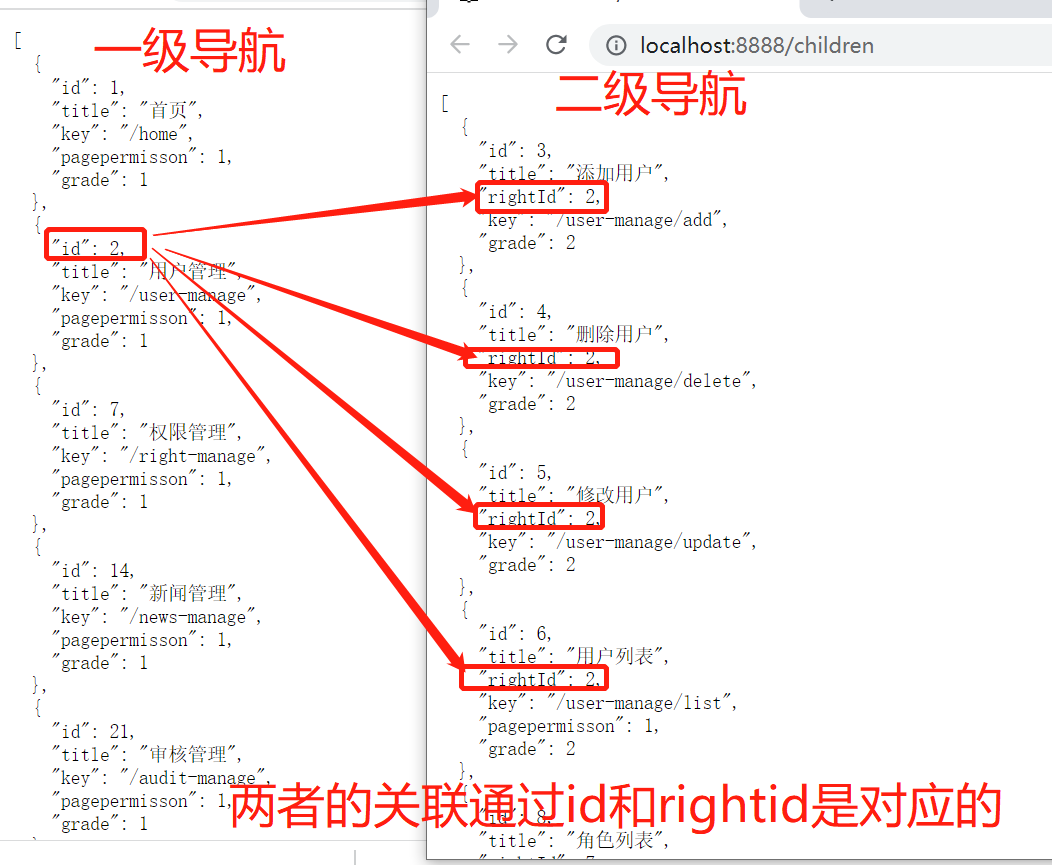 一级导航
[
{
"id": 1,
"title": "首页",
"key": "/home",
"pagepermisson": 1,
"grade": 1
},
{
"id": 2,
"title": "用户管理",
"key": "/user-manage",
"pagepermisson": 1,
"grade": 1
},
{
"id": 7,
"title": "权限管理",
"key": "/right-manage",
"pagepermisson": 1,
"grade": 1
},
{
"id": 14,
"title": "新闻管理",
"key": "/news-manage",
"pagepermisson": 1,
"grade": 1
},
{
"id": 21,
"title": "审核管理",
"key": "/audit-manage",
"pagepermisson": 1,
"grade": 1
localhost:8888/children
二级导航
[
{
"id": 3,
"title": "添加用户",
"rightId": 2,
"key": "/user-manage/add",
"grade": 2
},
{
"id": 4,
"title": "删除用户",
"rightId": 2,
"key": "/user-manage/delete",
"grade": 2
},
{
"id": 5,
"title": "修改用户",
"rightId": 2,
"key": "/user-manage/update",
"grade": 2
},
{
"id": 6,
"title": "用户列表",
"rightId": 2,
"key": "/user-manage/list",
"pagepermisson": 1,
"grade": 2
},
{
"id": 8,
"title": "角色列表",
两者的关联通过id和rightid是对应的